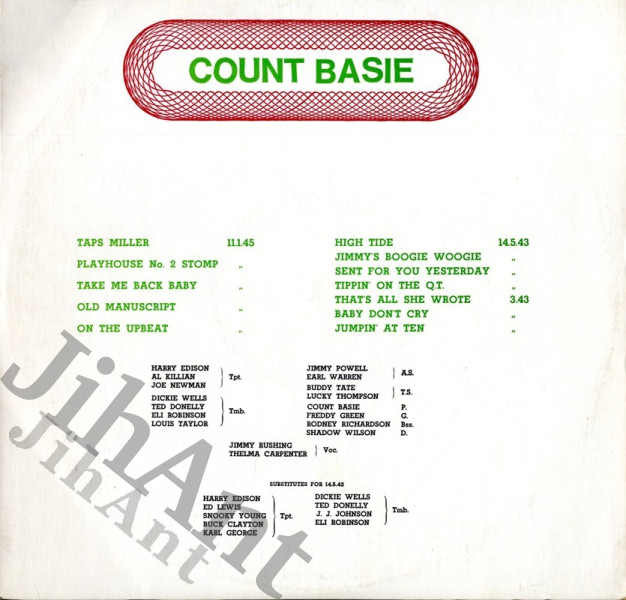 COUNT BASIE
TAPS MILLER 11.1.45
PLAYHOUSE No. 2 STOMP "
TAKE ME BACK BABY "
OLD MANUSCRIPT "
ON THE UPBEAT "
HIGH TIDE 14.5.43
JIMMY'S BOOGIE WOOGIE "
SENT FOR YOU YESTERDAY "
TIPPIN' ON THE Q.T. "
THAT'S ALL SHE WROTE 3.43
BABY DON'T CRY "
JUMPIN' AT TEN "
HARRY EDISON
AL KILLIAN
JOE NEWMAN
Tpt.
DICKIE WELLS
TED DONELLY
ELI ROBINSON
LOUIS TAYLOR
Tmb.
JIMMY POWELL
EARL WARREN
A.S.
BUDDY TATE
LUCKY THOMPSON
T.S.
COUNT BASIE P.
FREDDY GREEN G.
RODNEY RICHARDSON Bss.
SHADOW WILSON D.
JIMMY RUSHING
THELMA CARPENTER
Voc.
SUBSTITUTES FOR 14.5.43
HARRY EDISON
ED LEWIS
SNOOKY YOUNG
BUCK CLAYTON
KARL GEORGE
Tpt.
DICKIE WELLS
TED DONELLY
J. J. JOHNSON
ELI ROBINSON
Tmb.
JihAnt
JihAnt